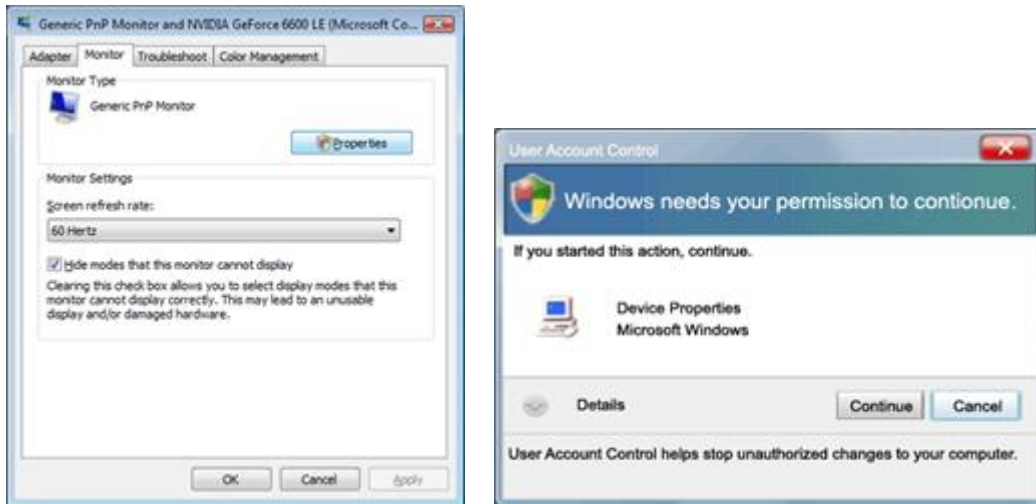 Generic PnP Monitor and NVIDIA GeForce 6600 LE (Microsoft Co...
Adapter Monitor Troubleshoot Color Management
Monitor Type
Generic PnP Monitor
Properties
Monitor Settings
Screen refresh rate:
60 Hertz
Hide modes that this monitor cannot display
Clearing this check box allows you to select display modes that this
monitor cannot display correctly. This may lead to an unusable
display and/or damaged hardware.
OK Cancel Apply
User Account Control
Windows needs your permission to contionue.
If you started this action, continue.
Device Properties
Microsoft Windows
Details Continue Cancel
User Account Control helps stop unauthorized changes to your computer.